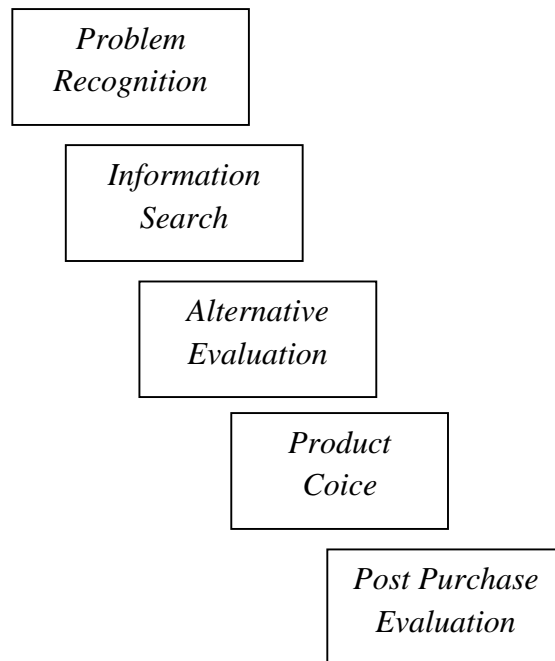 Problem
Recognition
Information
Search
Alternative
Evaluation
Product
Coice
Post Purchase
Evaluation